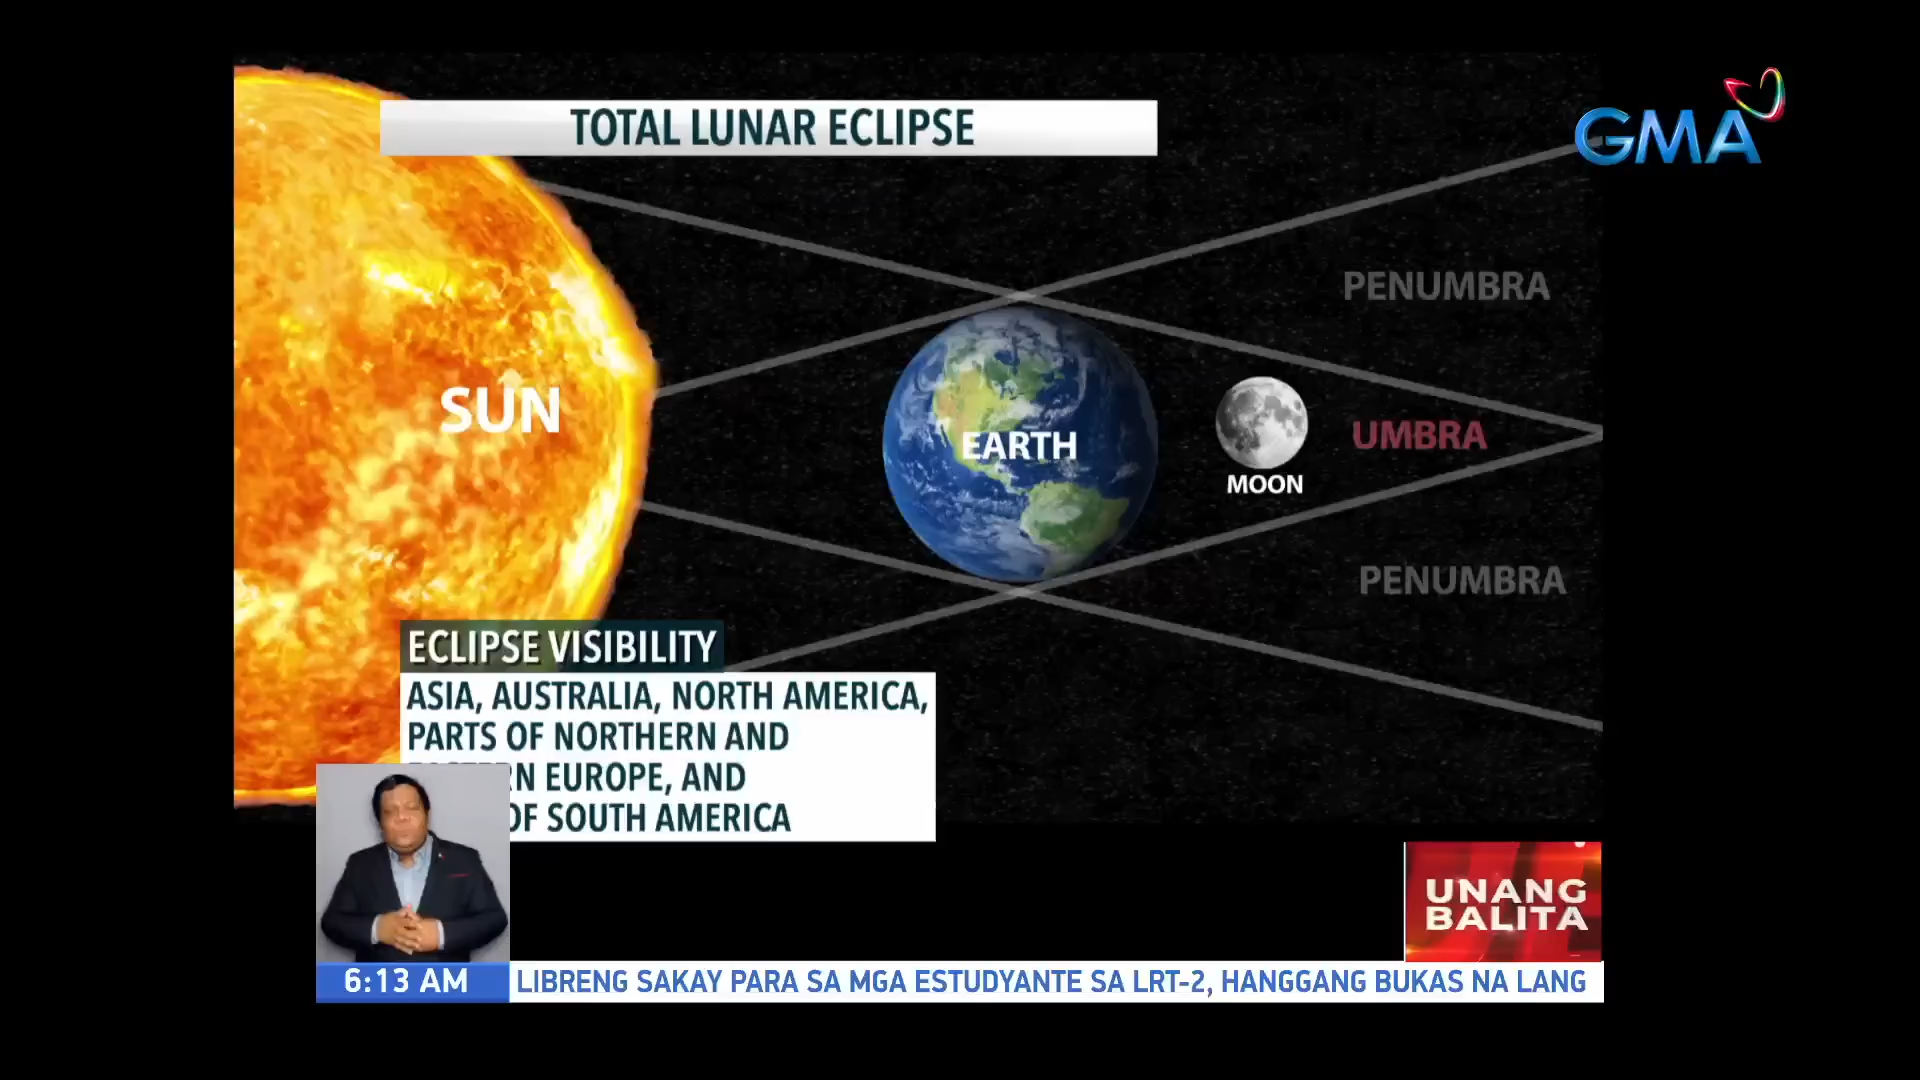 TOTAL LUNAR ECLIPSE
GMA
PENUMBRA
SUN
EARTH
UMBRA
MOON
PENUMBRA
ECLIPSE VISIBILITY
ASIA, AUSTRALIA, NORTH AMERICA,
PARTS OF NORTHERN AND
EUROPE, AND
OF SOUTH AMERICA
UNANG
BALITA
6:13 AM
LIBRENG SAKAY PARA SA MGA ESTUDYANTE SA LRT-2, HANGGANG BUKAS NA LANG